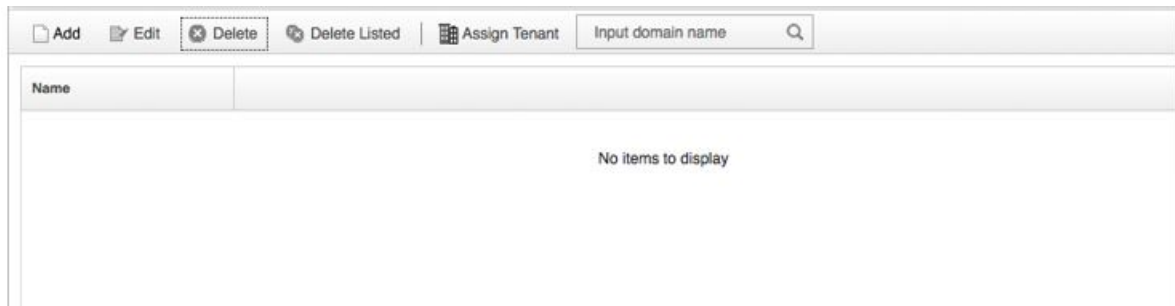 Add Edit Delete Delete Listed Assign Tenant Input domain name
Name
No items to display